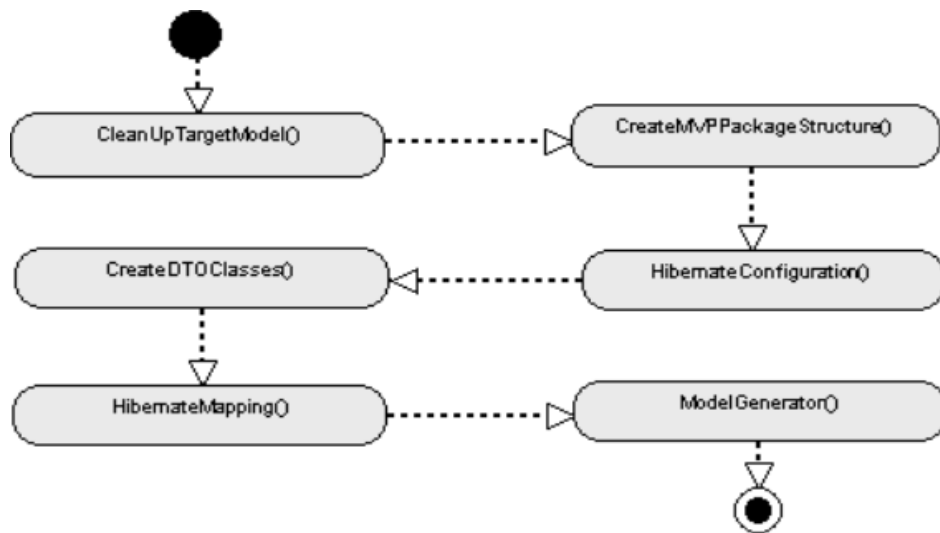 CleanUpTargetModel()
CreateMVPPackageStructure()
CreateDTOClasses()
HibernateConfiguration()
HibernateMapping()
ModelGenerator()